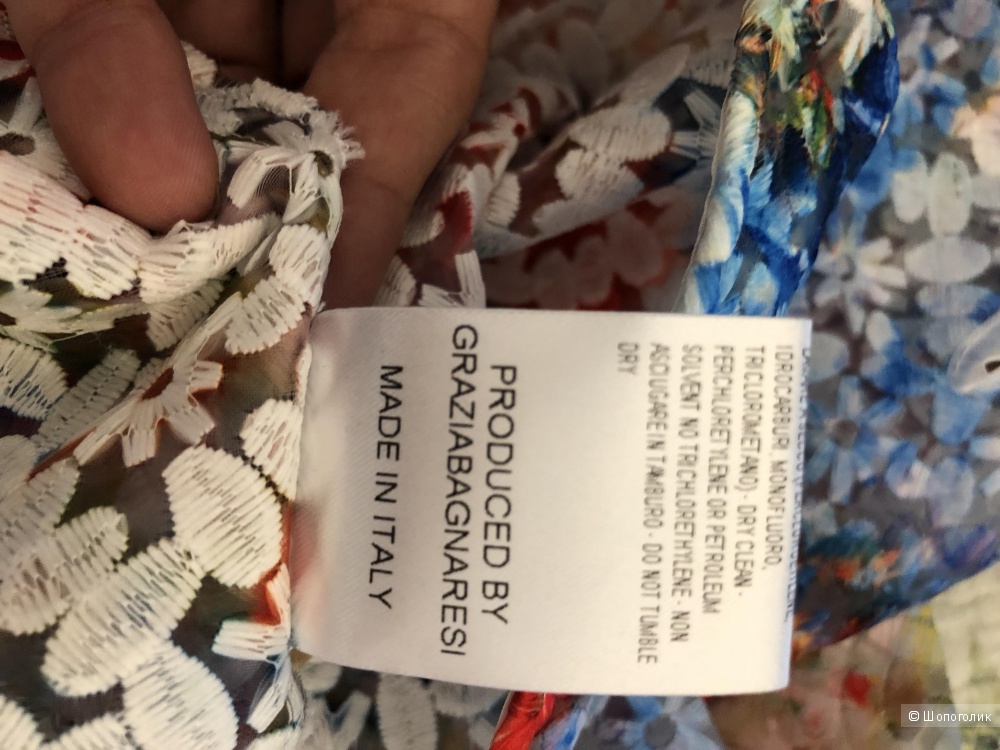 IDROCARBURI, MONOFLUORO,
TRICLOROMETANO) - DRY CLEAN -
PERCHLORETYLENE OR PETROLEUM
SOLVENT NO TRICHLORETHYLENE - NON
ASCIUGARE IN TAMBURO - DO NOT TUMBLE
DRY
PRODUCED BY
GRAZIABAGNARESI
MADE IN ITALY
© Шопоголик